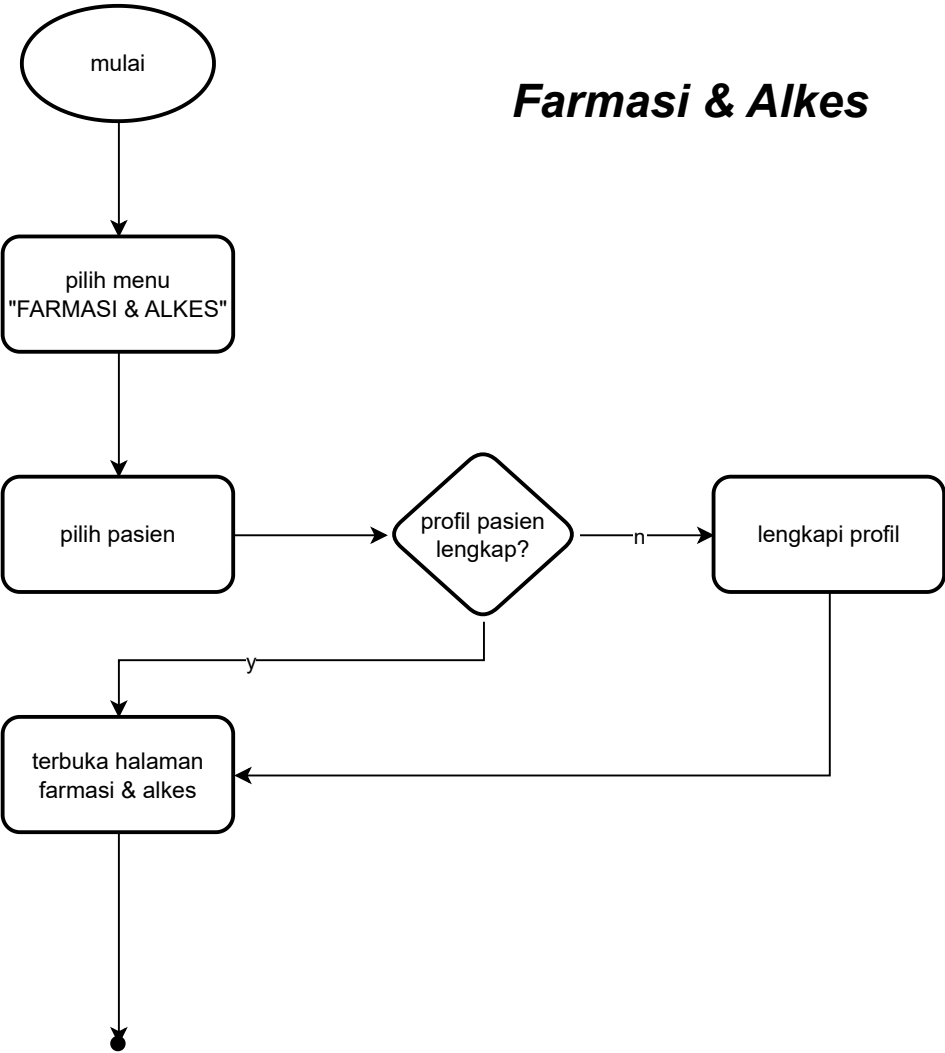 mulai
Farmasi & Alkes
pilih menu
"FARMASI & ALKES"
pilih pasien
profil pasien
lengkap?
n
lengkapi profil
y
terbuka halaman
farmasi & alkes